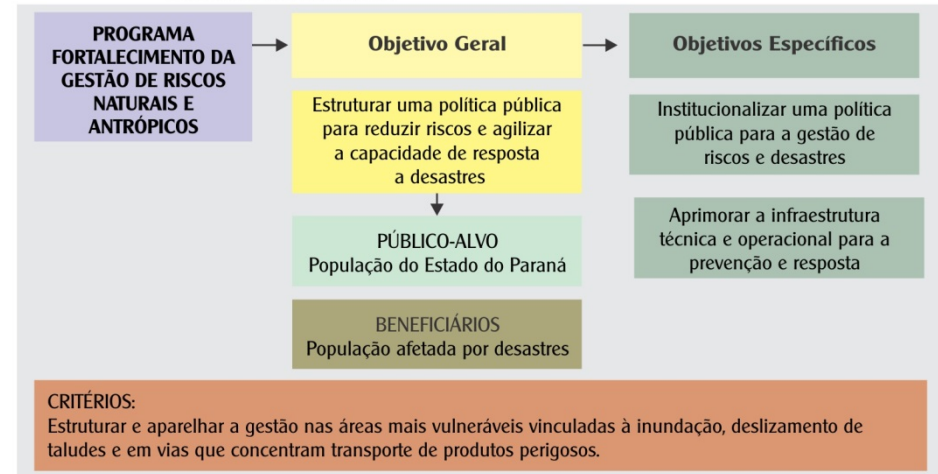 PROGRAMA
FORTALECIMENTO DA
GESTÃO DE RISCOS
NATURAIS E
ANTRÓPICOS
Objetivo Geral
Estruturar uma política pública
para reduzir riscos e agilizar
a capacidade de resposta
a desastres
PÚBLICO-ALVO
População do Estado do Paraná
BENEFICIÁRIOS
População afetada por desastres
Objetivos Específicos
Institucionalizar uma política
pública para a gestão de
riscos e desastres
Aprimorar a infraestrutura
técnica e operacional para a
prevenção e resposta
CRITÉRIOS:
Estruturar e aparelhar a gestão nas áreas mais vulneráveis vinculadas à inundação, deslizamento de
taludes e em vias que concentram transporte de produtos perigosos.